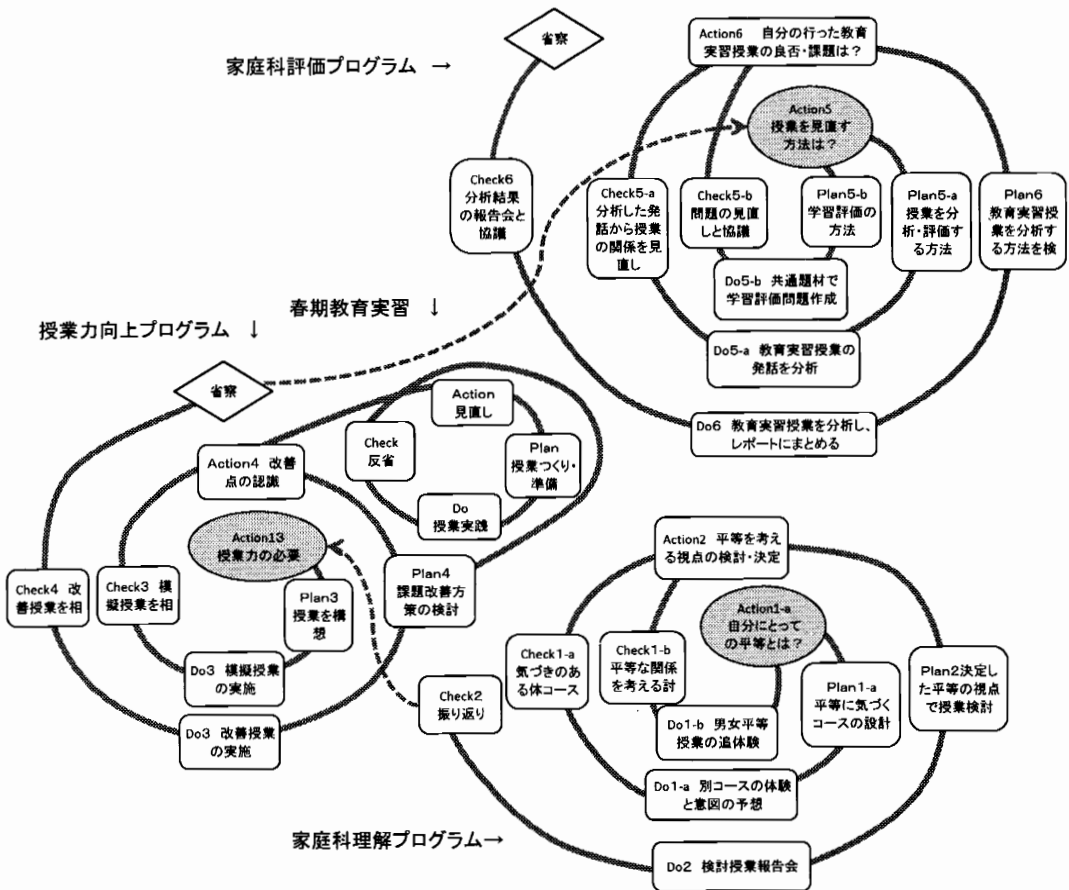 省察
家庭科評価プログラム →
Action6 自分の行った教育
実習授業の良否・課題は？
Action5
授業を見直す
方法は？
Check6
分析結果
の報告会と
協議
Check5-a
分析した発
話から授業
の関係を見
直し
Check5-b
問題の見直
しと協議
Plan5-b
学習評価の
方法
Plan5-a
授業を分
析・評価す
る方法
Plan6
教育実習授
業を分析す
る方法を検
Do5-b 共通題材で
学習評価問題作成
Do5-a 教育実習授業の
発話を分析
Do6 教育実習授業を分析し、
レポートにまとめる
春期教育実習 ↓
授業力向上プログラム ↓
省察
Action
見直し
Check
反省
Plan
授業つくり・
準備
Do
授業実践
Action4 改善
点の認識
Action13
授業力の必要
Check4 改
善授業を相
Check3 模
擬授業を相
Plan3
授業を構
想
Plan4
課題改善方
策の検討
Do3 模擬授業
の実施
Do3 改善授業
の実施
Check2
振り返り
Action2 平等を考え
る視点の検討・決定
Action1-a
自分にとって
の平等とは？
Check1-a
気づきのあ
る体コース
Check1-b
平等な関係
を考える討
Plan1-a
平等に気づく
コースの設計
Plan2決定し
た平等の視点
で授業検討
Do1-b 男女平等
授業の追体験
Do1-a 別コースの体験
と意図の予想
家庭科理解プログラム→
Do2 検討授業報告会